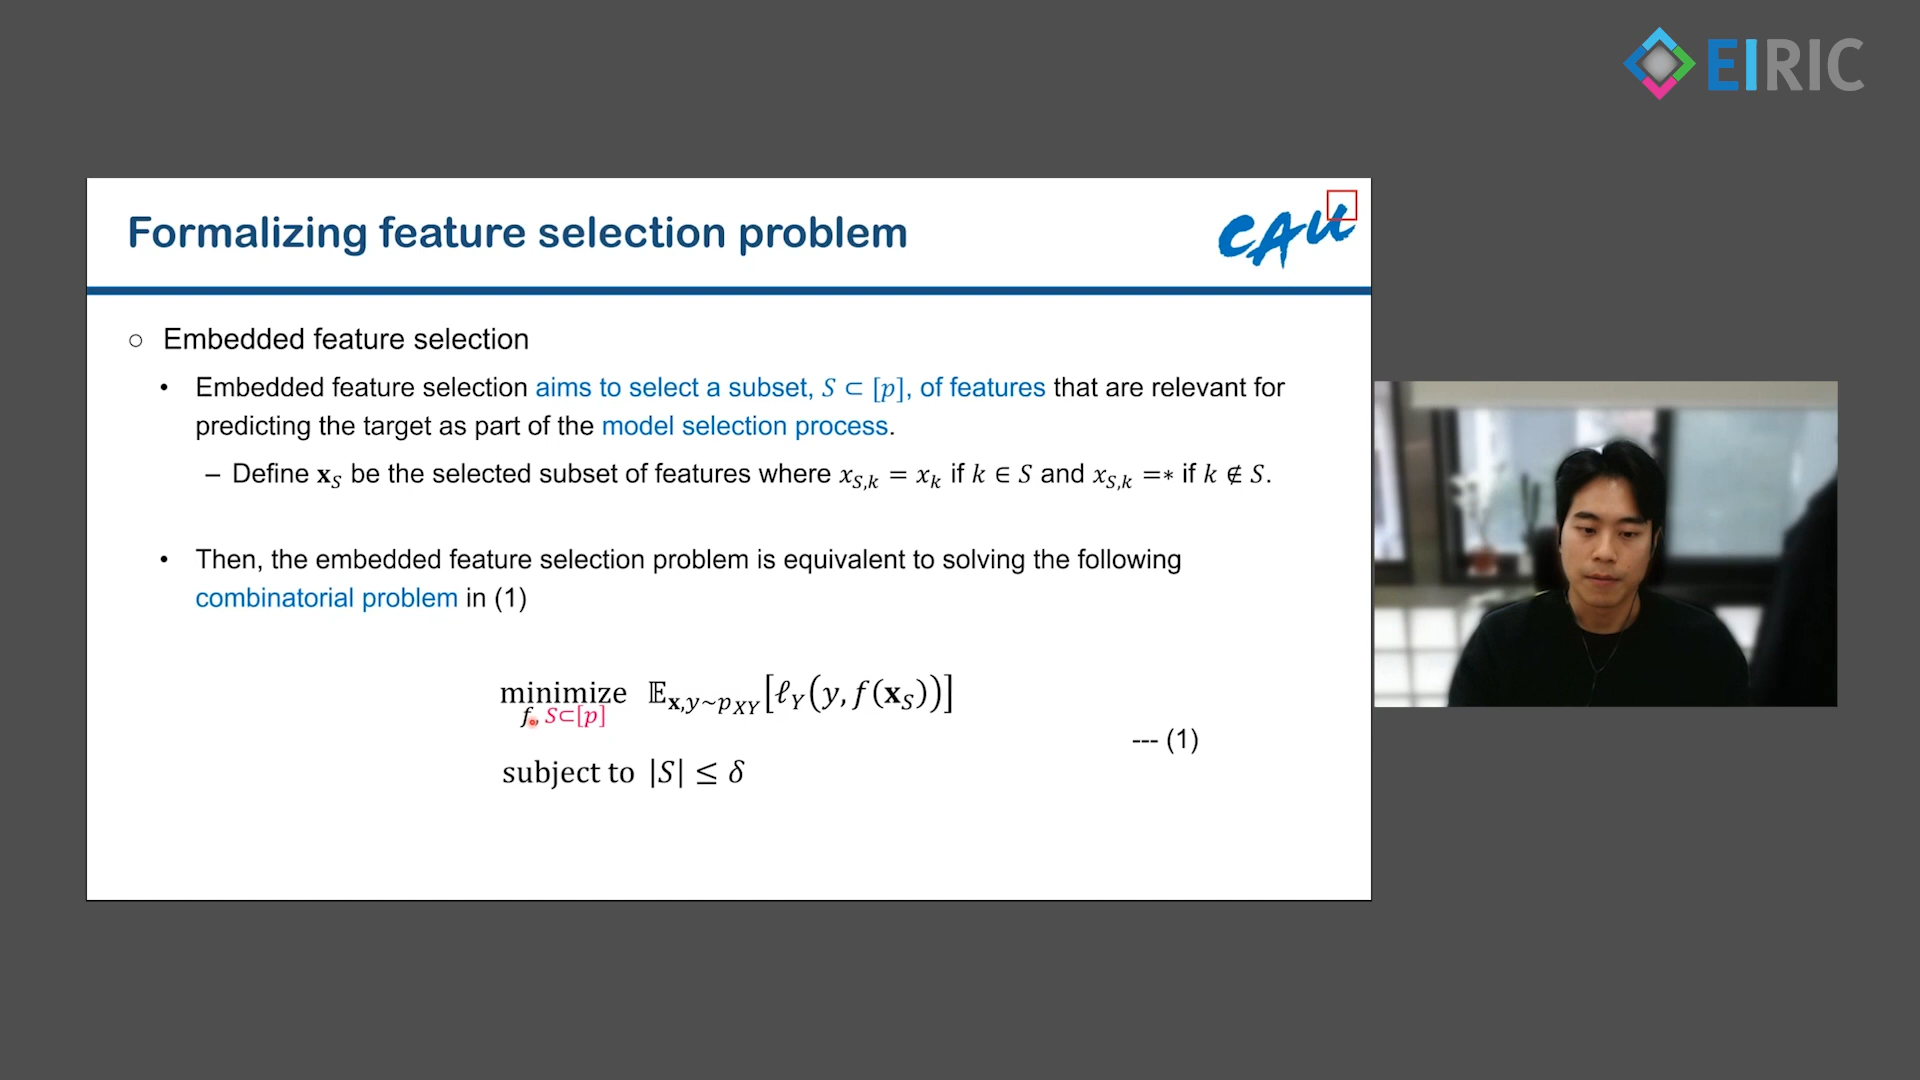 EIRIC
Formalizing feature selection problem
CAU
○ Embedded feature selection
• Embedded feature selection aims to select a subset, S ⊂ [p], of features that are relevant for
predicting the target as part of the model selection process.
– Define x_S be the selected subset of features where x_{S,k} = x_k if k ∈ S and x_{S,k} =∗ if k ∉ S.
• Then, the embedded feature selection problem is equivalent to solving the following
combinatorial problem in (1)
minimize 𝔼_{x,y~p_{XY}}[ℓ_Y(y, f(x_S))]
f, S⊂[p]
--- (1)
subject to |S| ≤ δ